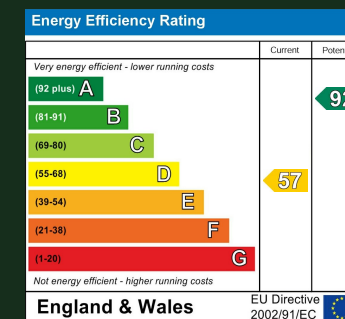 Energy Efficiency Rating
Current
Very energy efficient - lower running costs
(92 plus) A
(81-91) B
(69-80) C
(55-68) D
57
(39-54) E
(21-38) F
(1-20) G
Not energy efficient - higher running costs
England & Wales
EU Directive
2002/91/EC